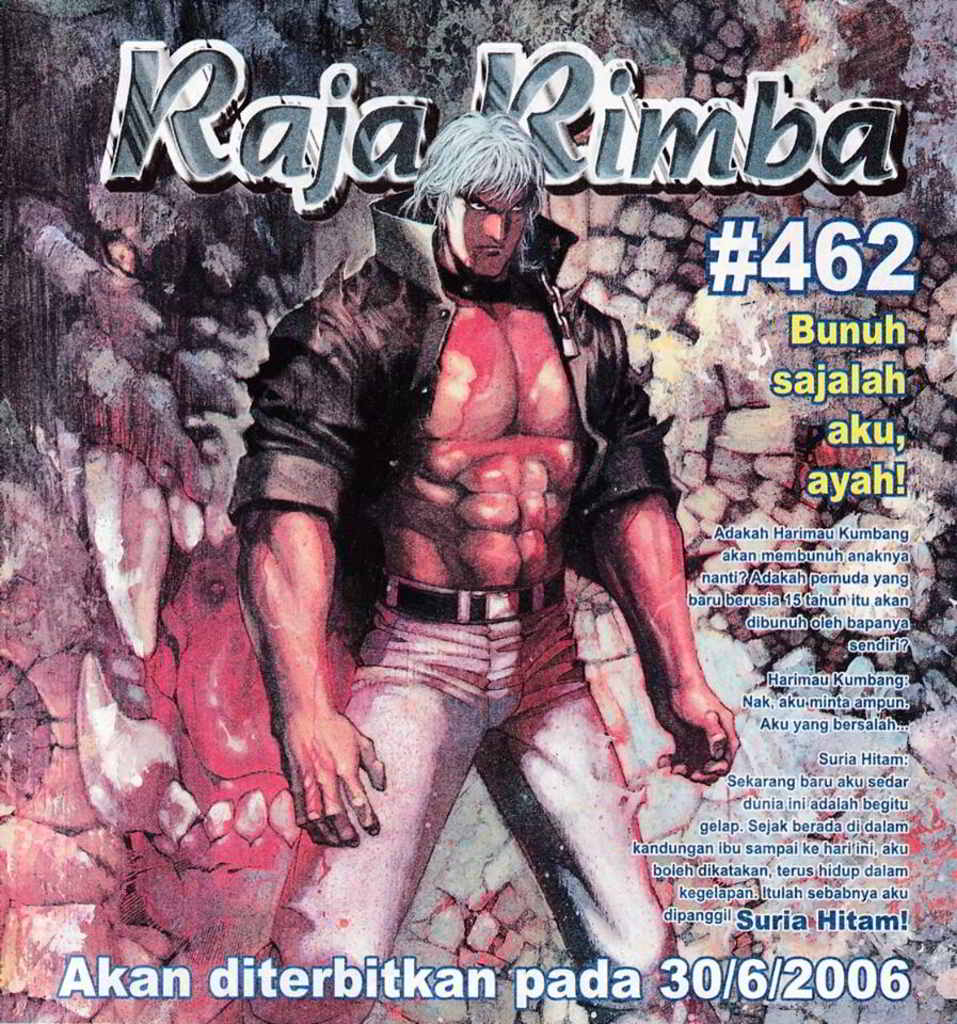 Raja Rimba
#462
Bunuh
sajalah
aku,
ayah!
Adakah Harimau Kumbang
akan membunuh anaknya
nanti? Adakah pemuda yang
baru berusia 15 tahun itu akan
dibunuh oleh bapanya
sendiri?
Harimau Kumbang:
Nak, aku minta ampun.
Aku yang bersalah...
Suria Hitam:
Sekarang baru aku sedar
dunia ini adalah begitu
gelap. Sejak berada di dalam
kandungan ibu sampai ke hari ini, aku
boleh dikatakan, terus hidup dalam
kegelapan. Itulah sebabnya aku
dipanggil Suria Hitam!
Akan diterbitkan pada 30/6/2006